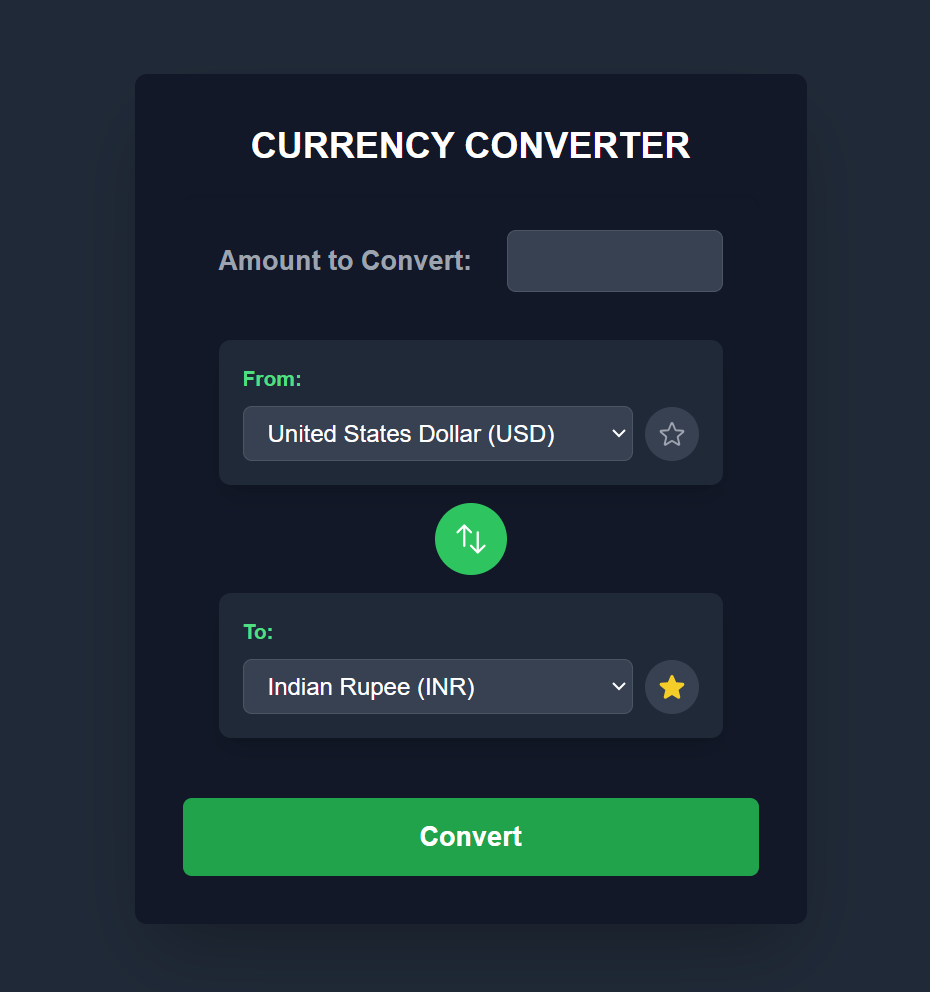 CURRENCY CONVERTER
Amount to Convert:
From:
United States Dollar (USD)
To:
Indian Rupee (INR)
Convert